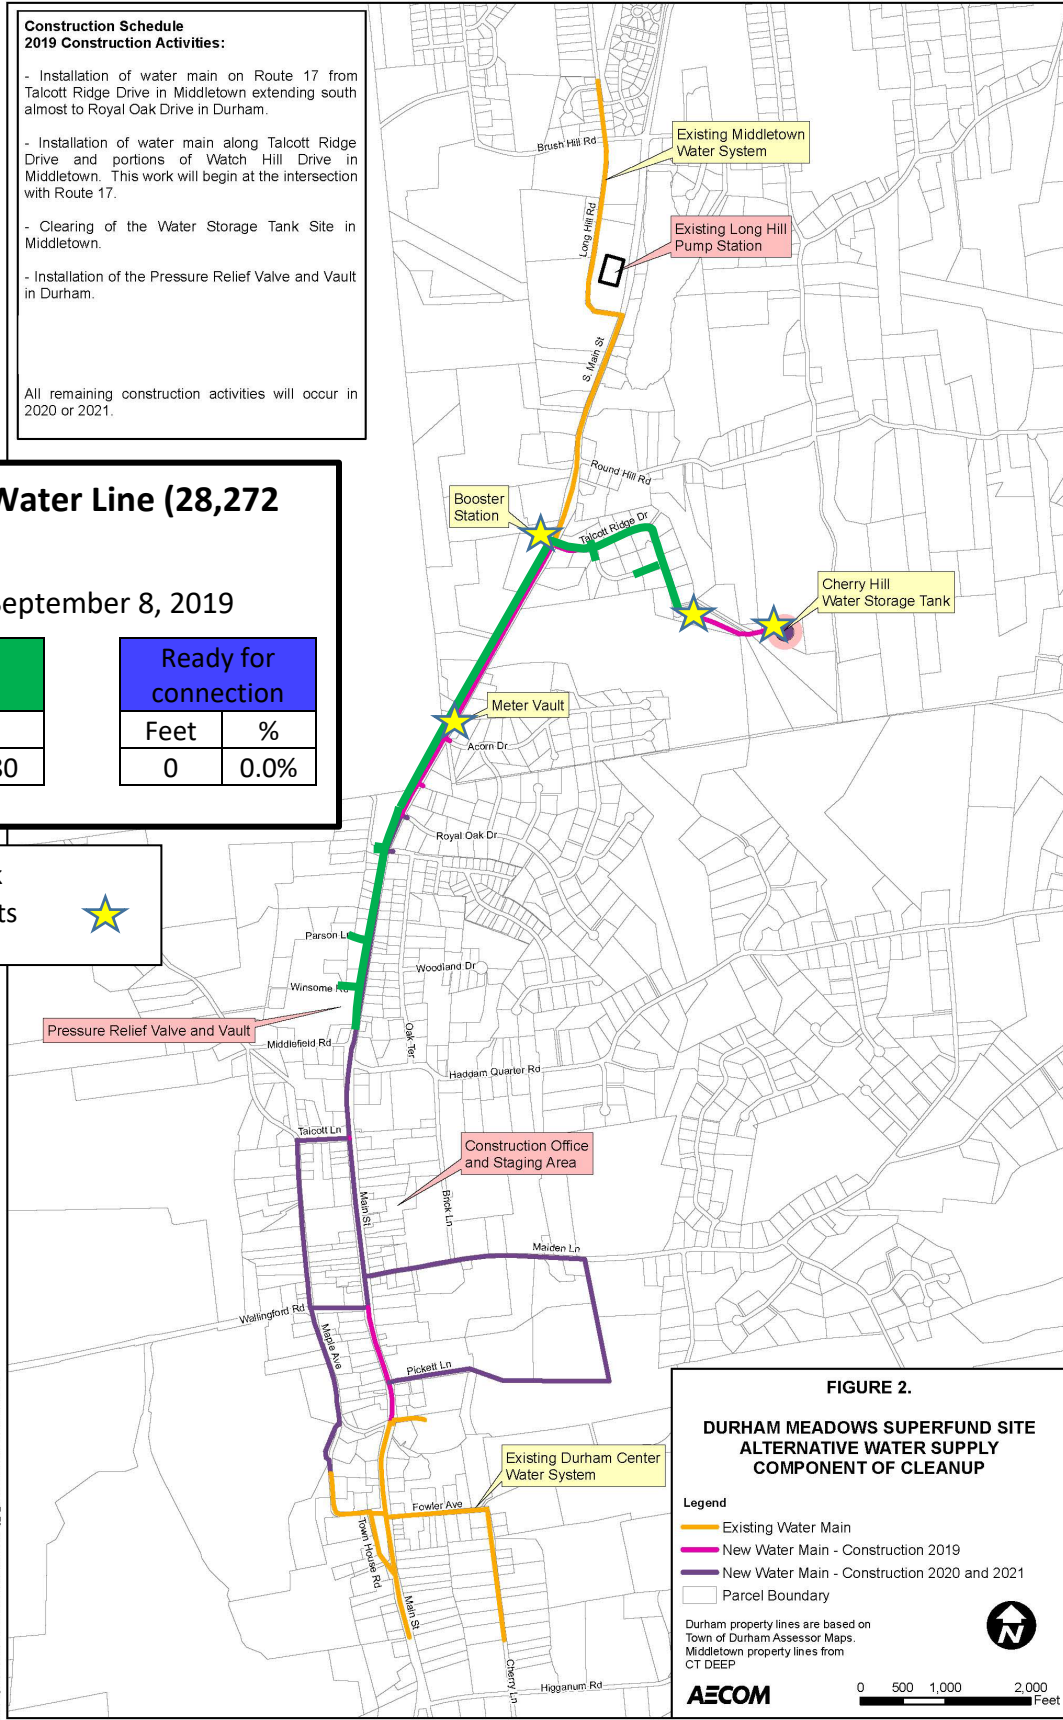 Construction Schedule
2019 Construction Activities:
- Installation of water main on Route 17 from
Talcott Ridge Drive in Middletown extending south
almost to Royal Oak Drive in Durham.
- Installation of water main along Talcott Ridge
Drive and portions of Watch Hill Drive in
Middletown. This work will begin at the intersection
with Route 17.
- Clearing of the Water Storage Tank Site in
Middletown.
- Installation of the Pressure Relief Valve and Vault
in Durham.
All remaining construction activities will occur in
2020 or 2021.
Water Line (28,272
September 8, 2019
Ready for
connection
Feet %
0 0.0%
Brush Hill Rd
Existing Middletown
Water System
Long Hill Rd
Existing Long Hill
Pump Station
S. Main St
Round Hill Rd
Booster
Station
Talcott Ridge Dr
Cherry Hill
Water Storage Tank
Meter Vault
Acorn Dr
Royal Oak Dr
Parson Ln
Woodland Dr
Winsome Rd
Pressure Relief Valve and Vault
Middlefield Rd
Oak Ter
Haddam Quarter Rd
Talcott Ln
Construction Office
and Staging Area
Main St
Brick Ln
Maiden Ln
Wallingford Rd
Maple Ave
Pickett Ln
Existing Durham Center
Water System
Fowler Ave
Town House Rd
Main St
Cherry Ln
Higganum Rd
FIGURE 2.
DURHAM MEADOWS SUPERFUND SITE
ALTERNATIVE WATER SUPPLY
COMPONENT OF CLEANUP
Legend
Existing Water Main
New Water Main - Construction 2019
New Water Main - Construction 2020 and 2021
Parcel Boundary
Durham property lines are based on
Town of Durham Assessor Maps.
Middletown property lines from
CT DEEP
N
AECOM
0 500 1,000 2,000
Feet